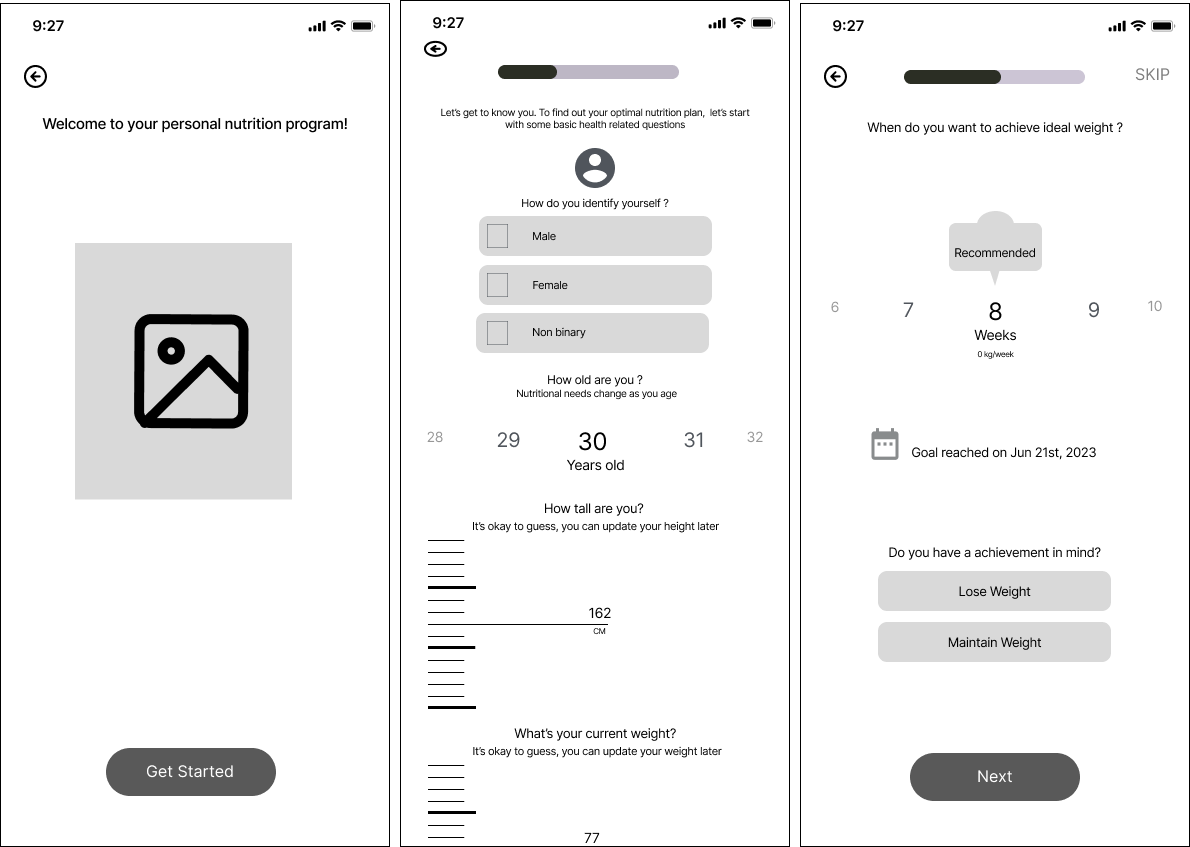 9:27
Welcome to your personal nutrition program!
Get Started
9:27
Let's get to know you. To find out your optimal nutrition plan, let's start
with some basic health related questions
How do you identify yourself ?
Male
Female
Non binary
How old are you ?
Nutritional needs change as you age
28 29 30 31 32
Years old
How tall are you?
It's okay to guess, you can update your height later
162
CM
What's your current weight?
It's okay to guess, you can update your weight later
77
9:27
SKIP
When do you want to achieve ideal weight ?
Recommended
6 7 8 9 10
Weeks
0 kg/week
Goal reached on Jun 21st, 2023
Do you have a achievement in mind?
Lose Weight
Maintain Weight
Next